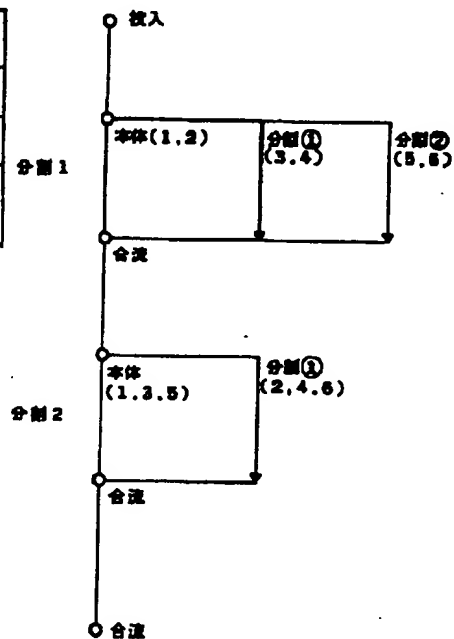 投入
本体(1,2)
分割①
(3,4)
分割②
(5,6)
分割1
合流
本体
(1.3.5)
分割①
(2,4.6)
分割2
合流
合流